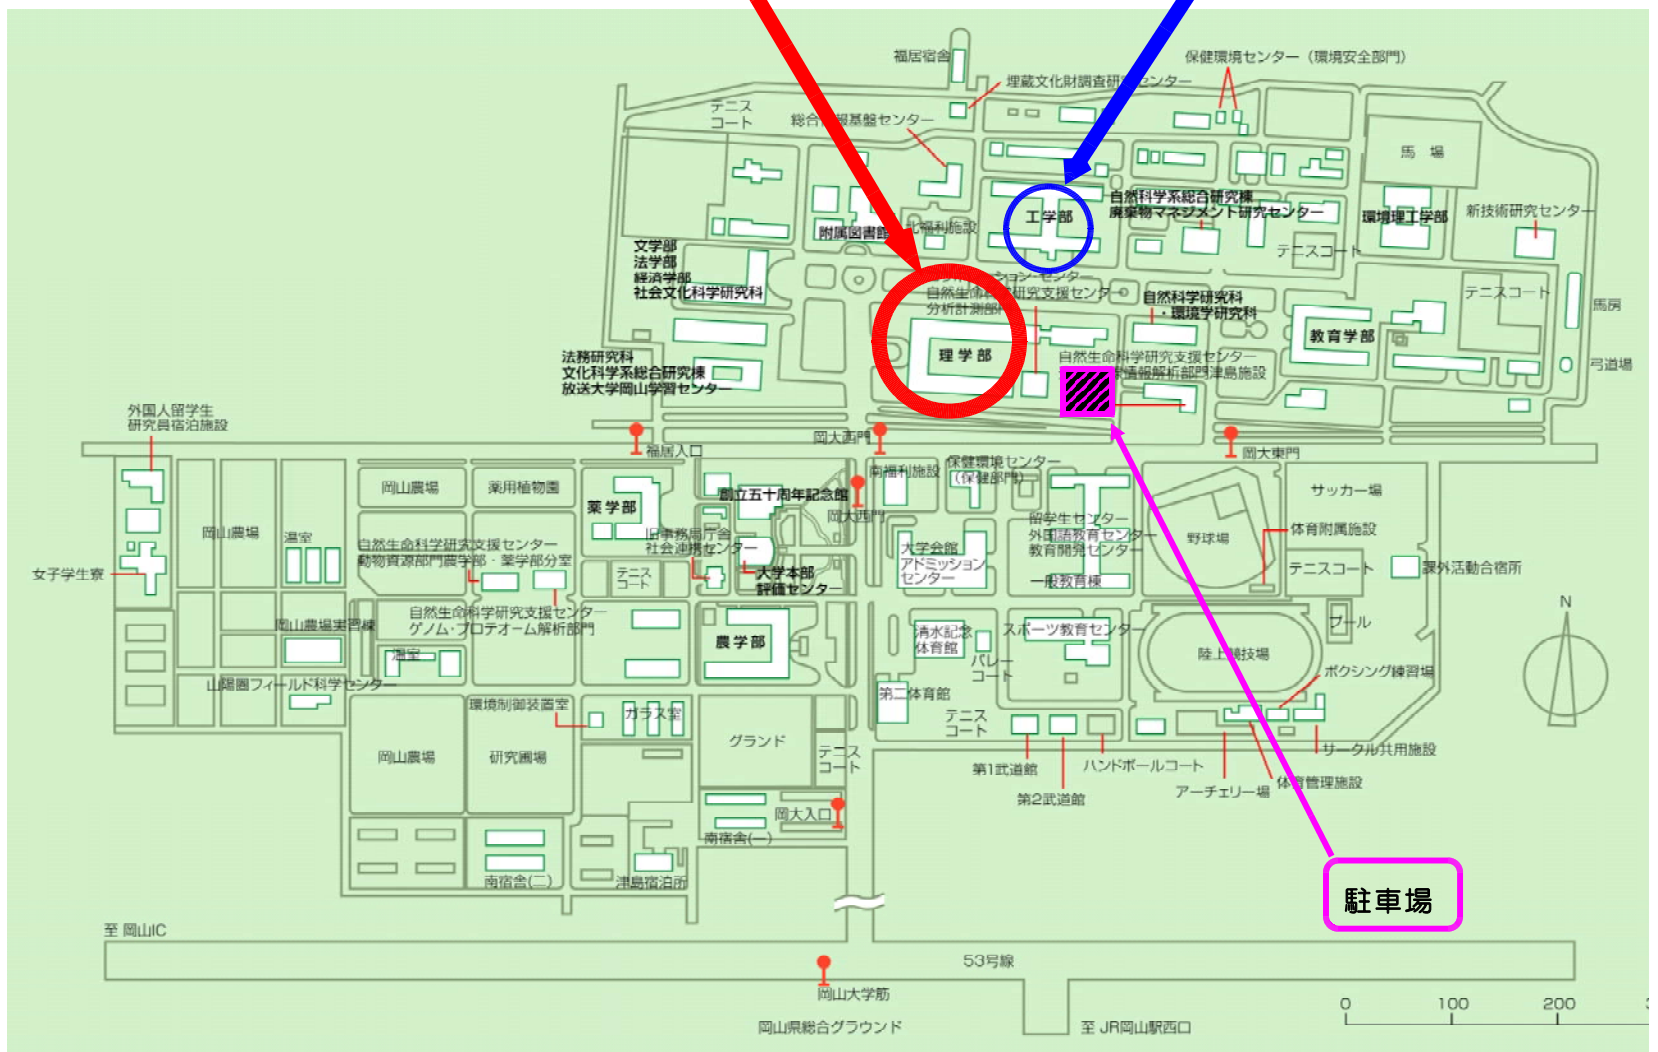 福居宿舎
保健環境センター（環境安全部門）
埋蔵文化財調査研究センター
テニス
コート
総合情報基盤センター
馬 場
工学部
自然科学系総合研究棟
廃棄物マネジメント研究センター
環境理工学部
新技術研究センター
附属図書館
北福利施設
テニスコート
文学部
法学部
経済学部
社会文化科学研究科
ション・センター
自然生命科学研究支援センター
分析計測部門
自然科学研究科
・環境学研究科
テニスコート
馬房
教育学部
理学部
自然生命科学研究支援センター
情報解析部門津島施設
弓道場
法務研究科
文化科学系総合研究棟
放送大学岡山学習センター
外国人留学生
研究員宿泊施設
福居入口
岡大西門
岡大東門
岡山農場
薬用植物園
薬学部
創立五十周年記念館
南福利施設
保健環境センター
（保健部門）
岡大西門
サッカー場
岡山農場
温室
自然生命科学研究支援センター
動物資源部門農学部・薬学部分室
旧事務局庁舎
社会連携センター
大学会館
アドミッション
センター
留学生センター
外国語教育センター
教育開発センター
一般教育棟
野球場
体育附属施設
テニスコート
課外活動合宿所
女子学生寮
テニス
コート
大学本部
評価センター
自然生命科学研究支援センター
ゲノム・プロテオーム解析部門
岡山農場実習棟
温室
農学部
清水記念
体育館
バレー
コート
スポーツ教育センター
プール
陸上競技場
ボクシング練習場
N
山陽圏フィールド科学センター
環境制御装置室
ガラス室
第二体育館
テニス
コート
グランド
テニス
コート
岡山農場
研究圃場
第1武道館
第2武道館
ハンドボールコート
アーチェリー場
体育管理施設
サークル共用施設
岡大入口
南宿舎(一)
南宿舎(二)
津島宿泊所
駐車場
至 岡山IC
53号線
岡山大学筋
岡山県総合グラウンド
至 JR岡山駅西口
0 100 200